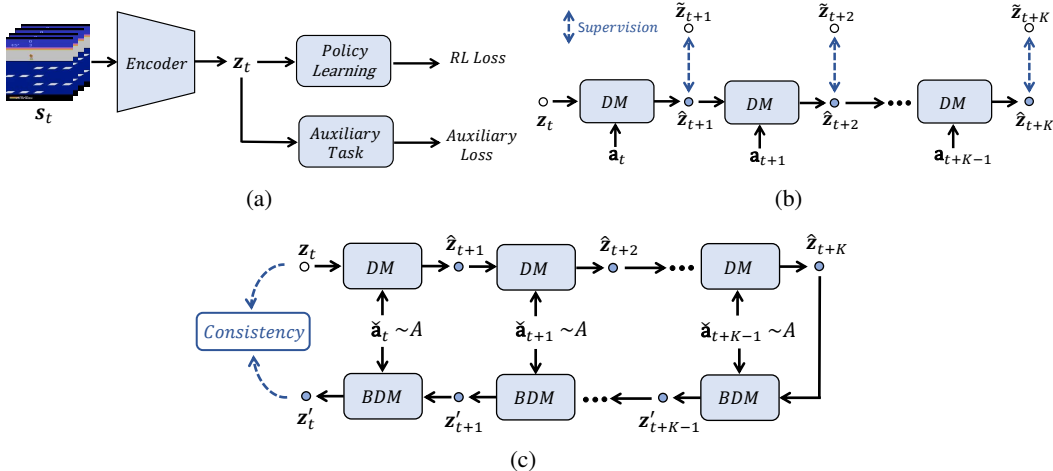 s_t
Encoder
z_t
Policy
Learning
RL Loss
Auxiliary
Task
Auxiliary
Loss
(a)
Supervision
z̃_{t+1}
z̃_{t+2}
z̃_{t+K}
z_t
DM
ẑ_{t+1}
DM
ẑ_{t+2}
•••
DM
ẑ_{t+K}
a_t
a_{t+1}
a_{t+K−1}
(b)
z_t
DM
ẑ_{t+1}
DM
ẑ_{t+2}
•••
DM
ẑ_{t+K}
Consistency
ǎ_t ~A
ǎ_{t+1} ~A
ǎ_{t+K−1} ~A
z′_t
BDM
z′_{t+1}
BDM
•••
z′_{t+K−1}
BDM
(c)